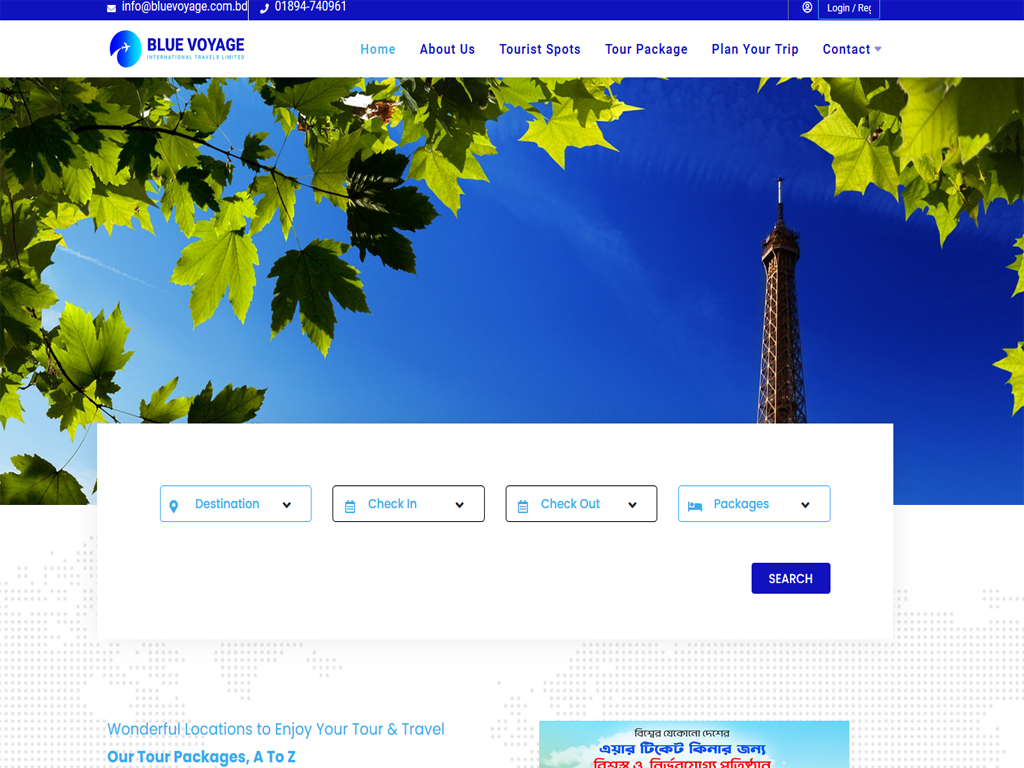 info@bluevoyage.com.bd 01894-740961 Login / Reg
BLUE VOYAGE
INTERNATIONAL TRAVELS LIMITED
Home About Us Tourist Spots Tour Package Plan Your Trip Contact
Destination Check In Check Out Packages
SEARCH
Wonderful Locations to Enjoy Your Tour & Travel
Our Tour Packages, A To Z
বিশ্বের যেকোনো দেশের
এয়ার টিকেট কিনার জন্য
বিশ্বস্ত ও নির্ভরযোগ্য প্রতিষ্ঠান